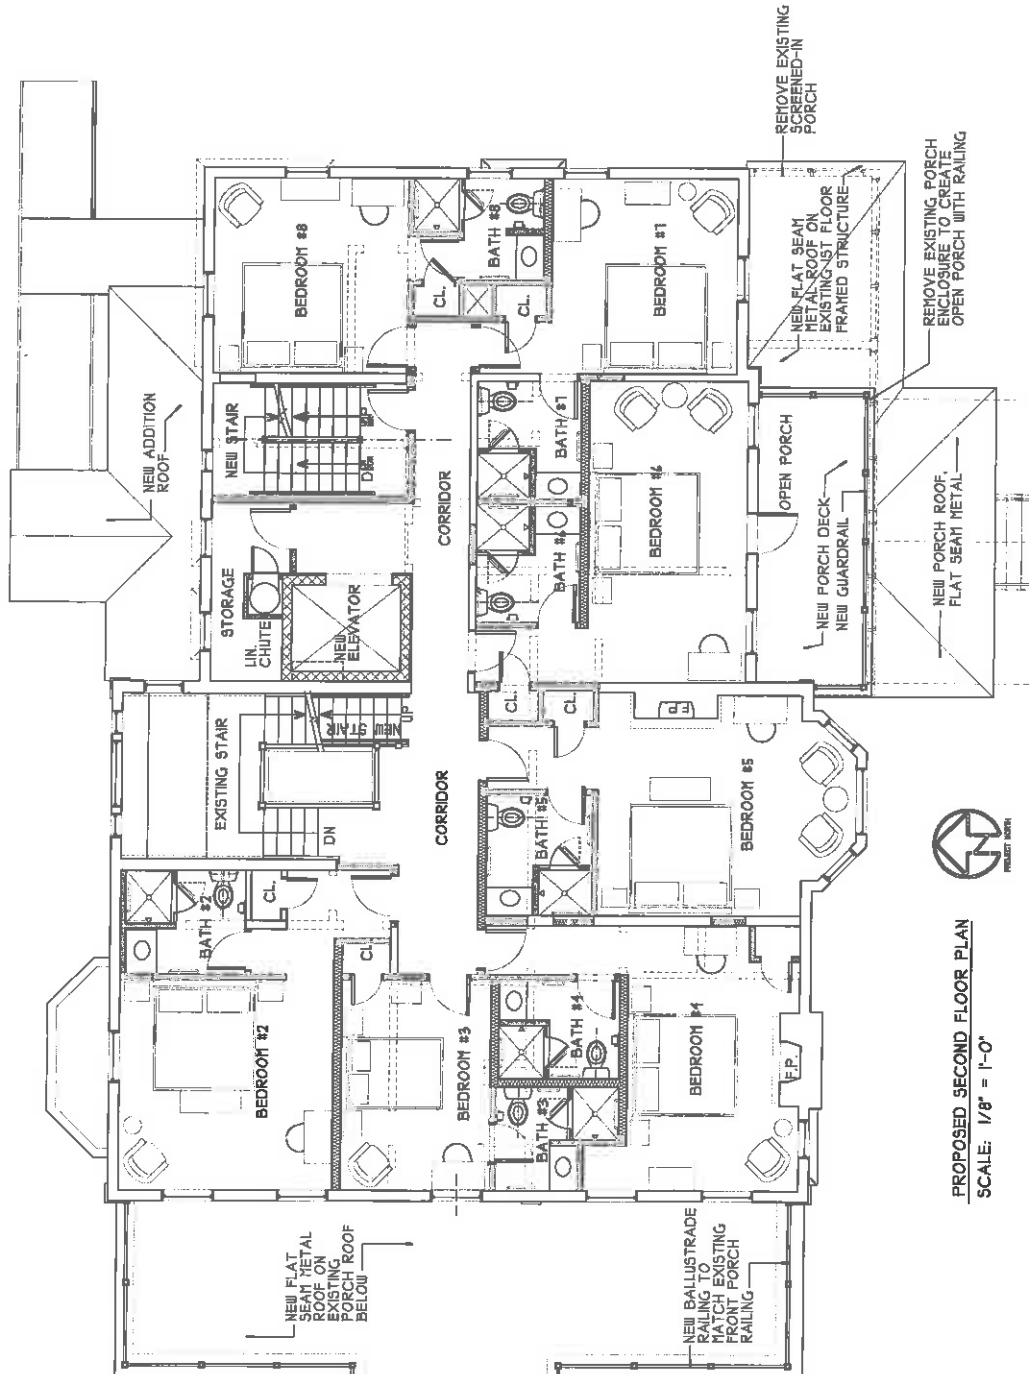 REMOVE EXISTING
SCREENED-IN
PORCH
REMOVE EXISTING PORCH
ENCLOSURE TO CREATE
OPEN PORCH WITH RAILING
NEW FLAT SEAM
METAL ROOF ON
EXISTING 1ST FLOOR
FRAMED STRUCTURE
NEW ADDITION
ROOF
BEDROOM #8
BATH #8
CL.
CL.
BEDROOM #7
NEW STAIR
DN
UP
CORRIDOR
BATH #7
BATH #6
BEDROOM #6
OPEN PORCH
NEW PORCH DECK
NEW GUARDRAIL
NEW PORCH ROOF,
FLAT SEAM METAL
STORAGE
LIN.
CHUTE
NEW
ELEVATOR
CL.
CL.
F.P.
EXISTING STAIR
NEW STAIR
UP
DN
CORRIDOR
BATH #5
BEDROOM #5
BATH #2
CL.
CL.
BEDROOM #2
BEDROOM #3
BATH #4
BATH #3
BEDROOM #4
F.P.
NEW FLAT
SEAM METAL
ROOF ON
EXISTING
PORCH ROOF
BELOW
NEW BALLUSTRADE
RAILING TO
MATCH EXISTING
FRONT PORCH
RAILING
N
PROJECT NORTH
PROPOSED SECOND FLOOR PLAN
SCALE: 1/8" = 1'-0"